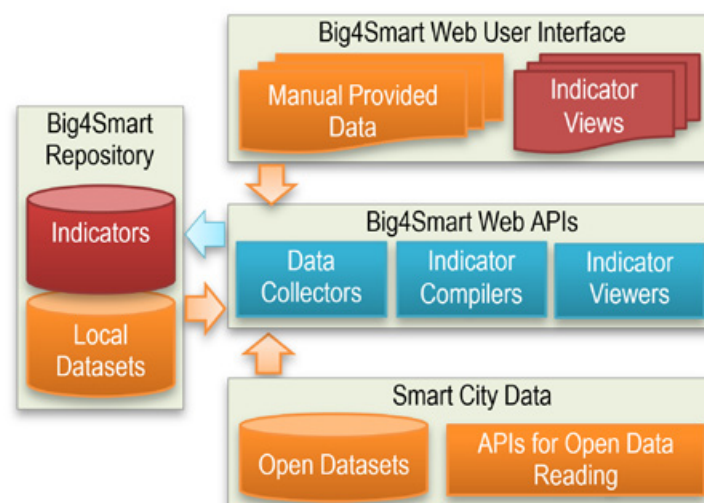 Big4Smart Web User Interface
Manual Provided
Data
Indicator
Views
Big4Smart
Repository
Indicators
Local
Datasets
Big4Smart Web APIs
Data
Collectors
Indicator
Compilers
Indicator
Viewers
Smart City Data
Open Datasets
APIs for Open Data
Reading